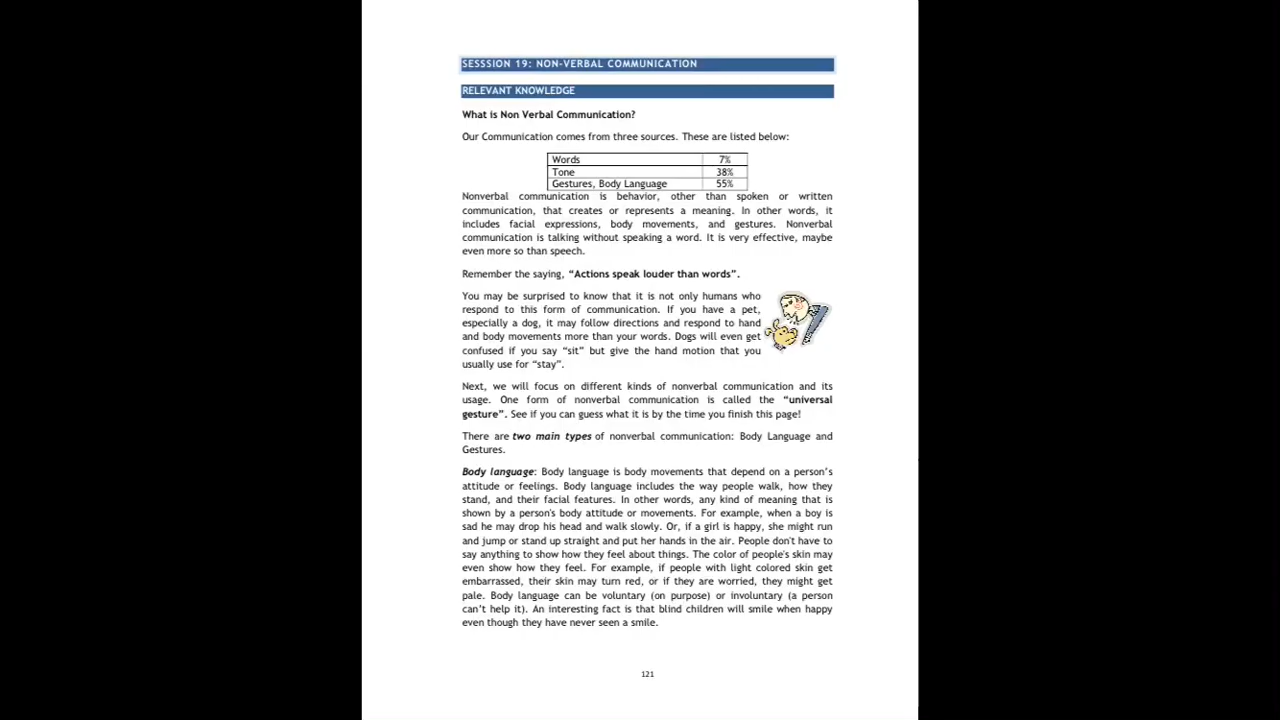 SESSSION 19: NON-VERBAL COMMUNICATION
RELEVANT KNOWLEDGE
What is Non Verbal Communication?
Our Communication comes from three sources. These are listed below:
Words 7%
Tone 38%
Gestures, Body Language 55%
Nonverbal communication is behavior, other than spoken or written
communication, that creates or represents a meaning. In other words, it
includes facial expressions, body movements, and gestures. Nonverbal
communication is talking without speaking a word. It is very effective, maybe
even more so than speech.
Remember the saying, “Actions speak louder than words”.
You may be surprised to know that it is not only humans who
respond to this form of communication. If you have a pet,
especially a dog, it may follow directions and respond to hand
and body movements more than your words. Dogs will even get
confused if you say “sit” but give the hand motion that you
usually use for “stay”.
Next, we will focus on different kinds of nonverbal communication and its
usage. One form of nonverbal communication is called the “universal
gesture”. See if you can guess what it is by the time you finish this page!
There are two main types of nonverbal communication: Body Language and
Gestures.
Body language: Body language is body movements that depend on a person’s
attitude or feelings. Body language includes the way people walk, how they
stand, and their facial features. In other words, any kind of meaning that is
shown by a person's body attitude or movements. For example, when a boy is
sad he may drop his head and walk slowly. Or, if a girl is happy, she might run
and jump or stand up straight and put her hands in the air. People don't have to
say anything to show how they feel about things. The color of people's skin may
even show how they feel. For example, if people with light colored skin get
embarrassed, their skin may turn red, or if they are worried, they might get
pale. Body language can be voluntary (on purpose) or involuntary (a person
can’t help it). An interesting fact is that blind children will smile when happy
even though they have never seen a smile.
121